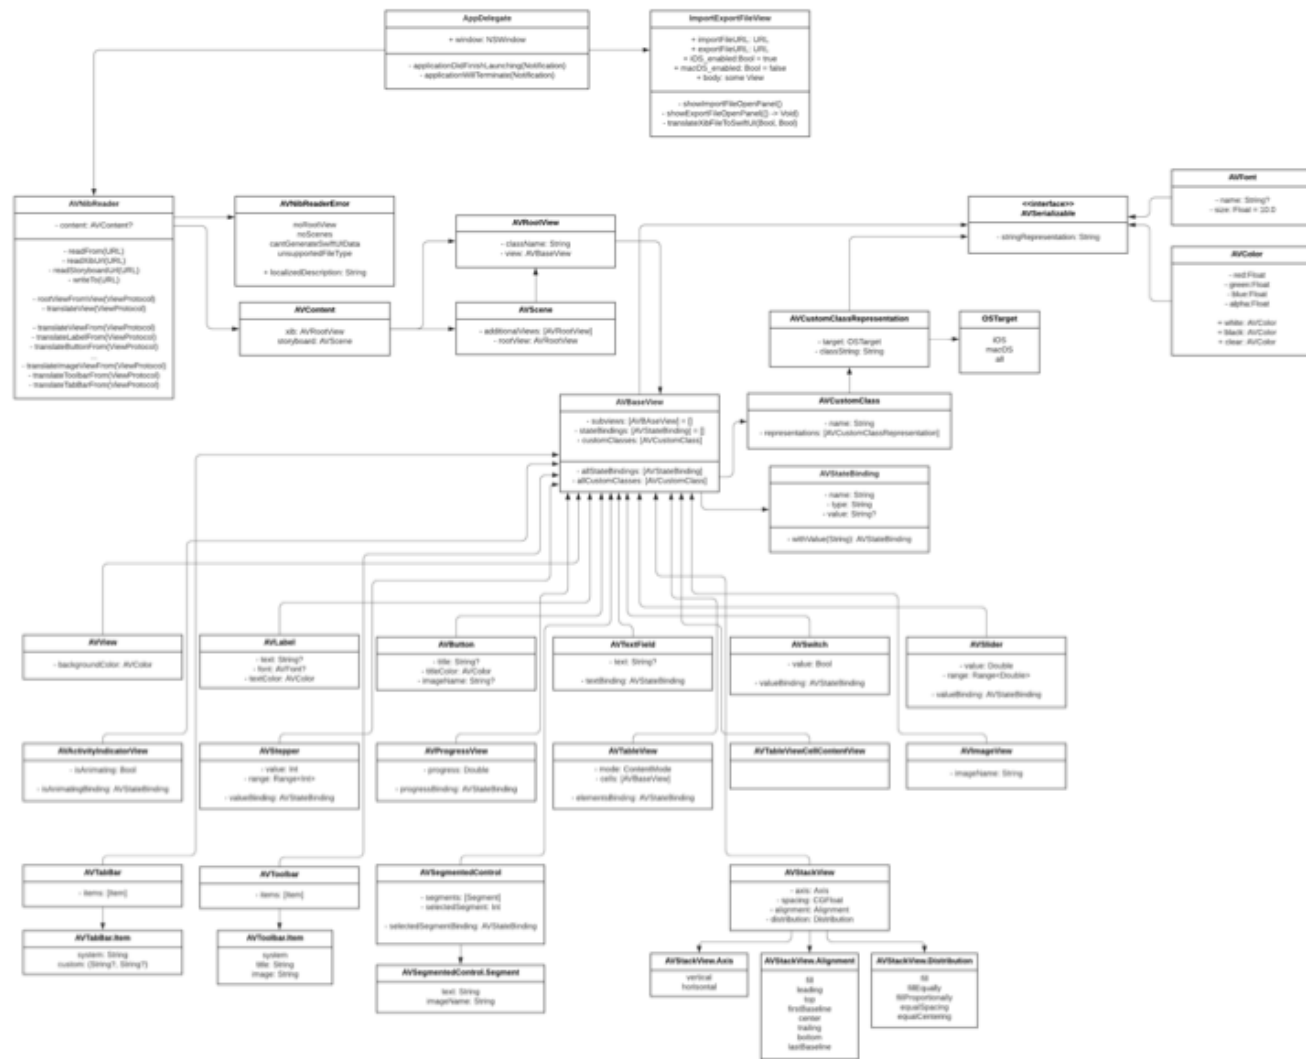 AppDelegate
+ window: NSWindow
- applicationDidFinishLaunching(Notification)
- applicationWillTerminate(Notification)
ImportExportFileView
+ importFileURL: URL
+ exportFileURL: URL
+ iOS_enabled:Bool = true
+ macOS_enabled: Bool = false
+ body: some View
- showImportFileOpenPanel()
- showExportFileOpenPanel(() -> Void)
- translateXibFileToSwiftUI(Bool, Bool)
AVNibReader
- content: AVContent?
- readFrom(URL)
- readXibUrl(URL)
- readStoryboardUrl(URL)
- writeTo(URL)
- rootViewFromView(ViewProtocol)
- translateView(ViewProtocol)
- translateViewFrom(ViewProtocol)
- translateLabelFrom(ViewProtocol)
- translateButtonFrom(ViewProtocol)
...
- translateImageViewFrom(ViewProtocol)
- translateToolbarFrom(ViewProtocol)
- translateTabBarFrom(ViewProtocol)
AVNibReaderError
noRootView
noScenes
cantGenerateSwiftUIData
unsupportedFileType
+ localizedDescription: String
AVContent
xib: AVRootView
storyboard: AVScene
AVRootView
- className: String
- view: AVBaseView
AVScene
- additionalViews: [AVRootView]
- rootView: AVRootView
<<interface>>
AVSerializable
- stringRepresentation: String
AVFont
- name: String?
- size: Float = 10.0
AVColor
- red:Float
- green:Float
- blue:Float
- alpha:Float
+ white: AVColor
+ black: AVColor
+ clear: AVColor
AVCustomClassRepresentation
- target: OSTarget
- classString: String
OSTarget
iOS
macOS
all
AVBaseView
- subviews: [AVBAseView] = []
- stateBindings: [AVStateBinding] = []
- customClasses: [AVCustomClass]
- allStateBindings: [AVStateBinding]
- allCustomClasses: [AVCustomClass]
AVCustomClass
- name: String
- representations: [AVCustomClassRepresentation]
AVStateBinding
- name: String
- type: String
- value: String?
- withValue(String): AVStateBinding
AVView
- backgroundColor: AVColor
AVLabel
- text: String?
- font: AVFont?
- textColor: AVColor
AVButton
- title: String?
- titleColor: AVColor
- imageName: String?
AVTextField
- text: String?
- textBinding: AVStateBinding
AVSwitch
- value: Bool
- valueBinding: AVStateBinding
AVSlider
- value: Double
- range: Range<Double>
- valueBinding: AVStateBinding
AVActivityIndicatorView
- isAnimating: Bool
- isAnimatingBinding: AVStateBinding
AVStepper
- value: Int
- range: Range<Int>
- valueBinding: AVStateBinding
AVProgressView
- progress: Double
- progressBinding: AVStateBinding
AVTableView
- mode: ContentMode
- cells: [AVBaseView]
- elementsBinding: AVStateBinding
AVTableViewCellContentView
AVImageView
- imageName: String
AVTabBar
- items: [Item]
AVTabBar.Item
system: String
custom: (String?, String?)
AVToolbar
- items: [Item]
AVToolbar.Item
system
title: String
image: String
AVSegmentedControl
- segments: [Segment]
- selectedSegment: Int
- selectedSegmentBinding: AVStateBinding
AVSegmentedControl.Segment
text: String
imageName: String
AVStackView
- axis: Axis
- spacing: CGFloat
- alignment: Alignment
- distribution: Distribution
AVStackView.Axis
vertical
horizontal
AVStackView.Alignment
fill
leading
top
firstBaseline
center
trailing
bottom
lastBaseline
AVStackView.Distribution
fill
fillEqually
fillProportionally
equalSpacing
equalCentering